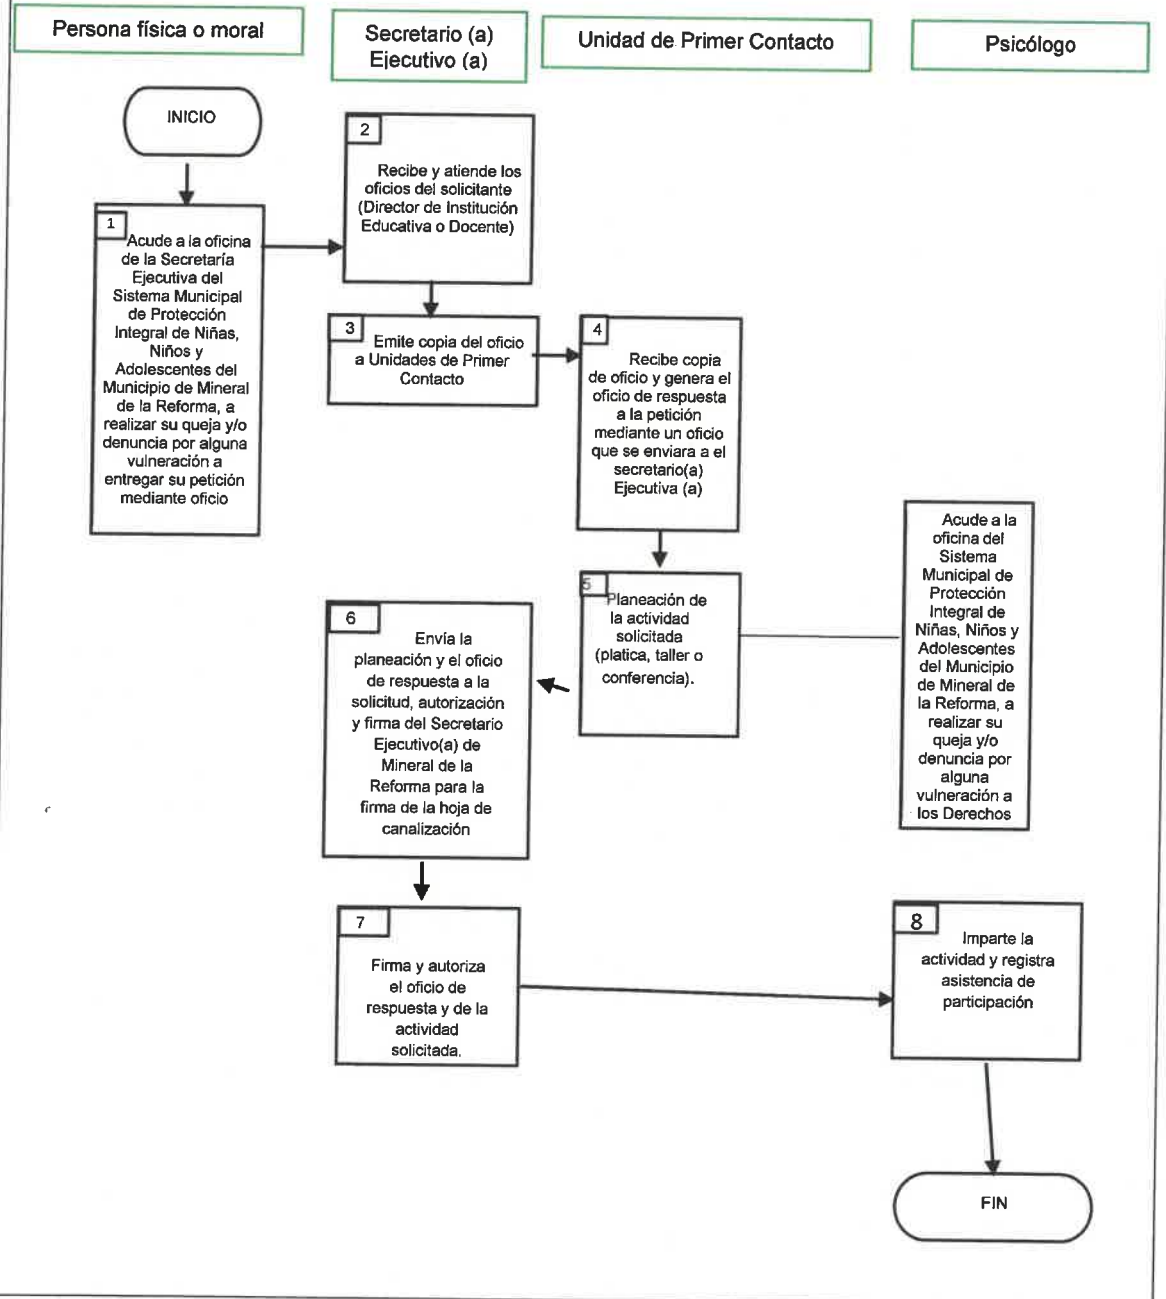 Persona física o moral
Secretario (a)
Ejecutivo (a)
Unidad de Primer Contacto
Psicólogo
INICIO
1
Acude a la oficina
de la Secretaría
Ejecutiva del
Sistema Municipal
de Protección
Integral de Niñas,
Niños y
Adolescentes del
Municipio de Mineral
de la Reforma, a
realizar su queja y/o
denuncia por alguna
vulneración a
entregar su petición
mediante oficio
2
Recibe y atiende los
oficios del solicitante
(Director de Institución
Educativa o Docente)
3
Emite copia del oficio
a Unidades de Primer
Contacto
4
Recibe copia
de oficio y genera el
oficio de respuesta
a la petición
mediante un oficio
que se enviara a el
secretario(a)
Ejecutiva (a)
5
Planeación de
la actividad
solicitada
(platica, taller o
conferencia).
Acude a la
oficina del
Sistema
Municipal de
Protección
Integral de
Niñas, Niños y
Adolescentes
del Municipio
de Mineral de
la Reforma, a
realizar su
queja y/o
denuncia por
alguna
vulneración a
los Derechos
6
Envía la
planeación y el oficio
de respuesta a la
solicitud, autorización
y firma del Secretario
Ejecutivo(a) de
Mineral de la
Reforma para la
firma de la hoja de
canalización
7
Firma y autoriza
el oficio de
respuesta y de la
actividad
solicitada.
8
Imparte la
actividad y registra
asistencia de
participación
FIN